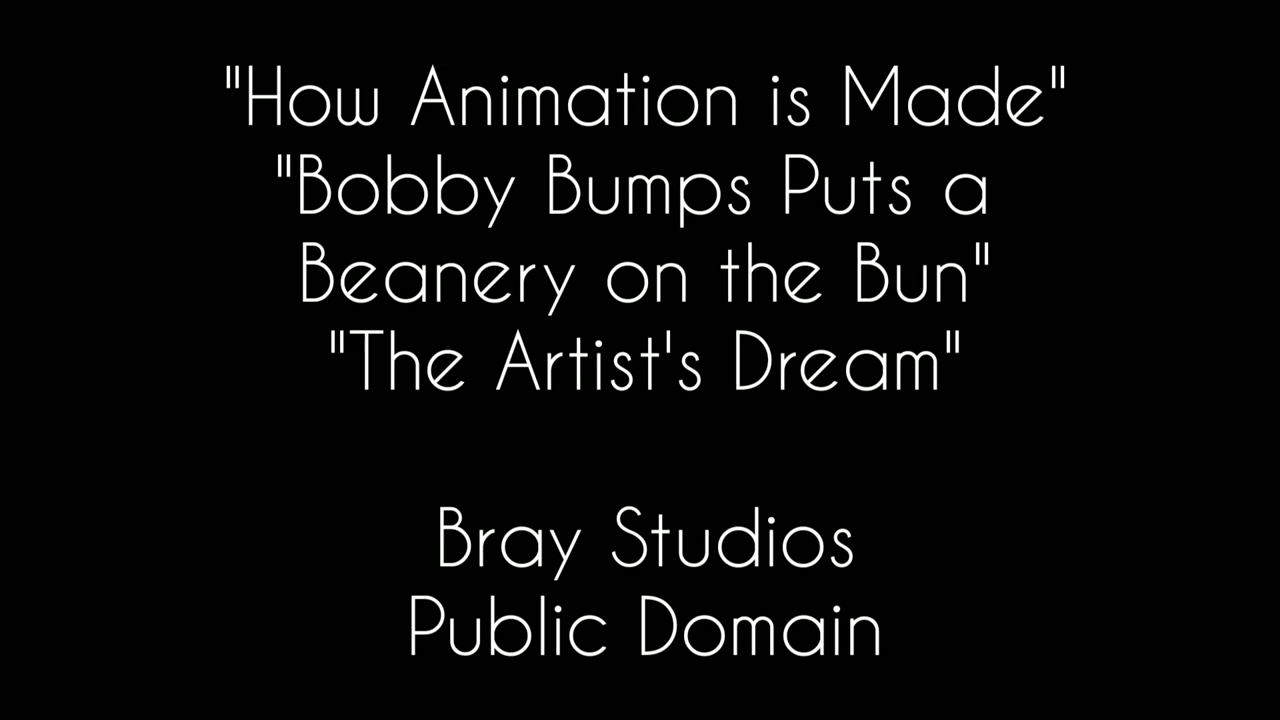 "How Animation is Made"
"Bobby Bumps Puts a
Beanery on the Bun"
"The Artist's Dream"
Bray Studios
Public Domain